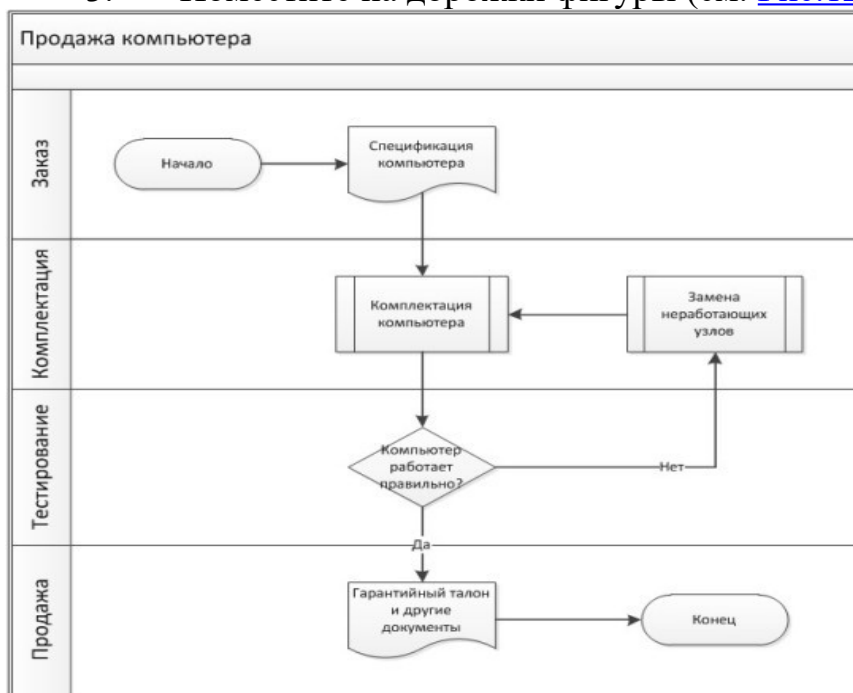 Продажа компьютера
Заказ
Начало
Спецификация
компьютера
Комплектация
Комплектация
компьютера
Замена
неработающих
узлов
Тестирование
Компьютер
работает
правильно?
Нет
Да
Продажа
Гарантийный талон
и другие
документы
Конец